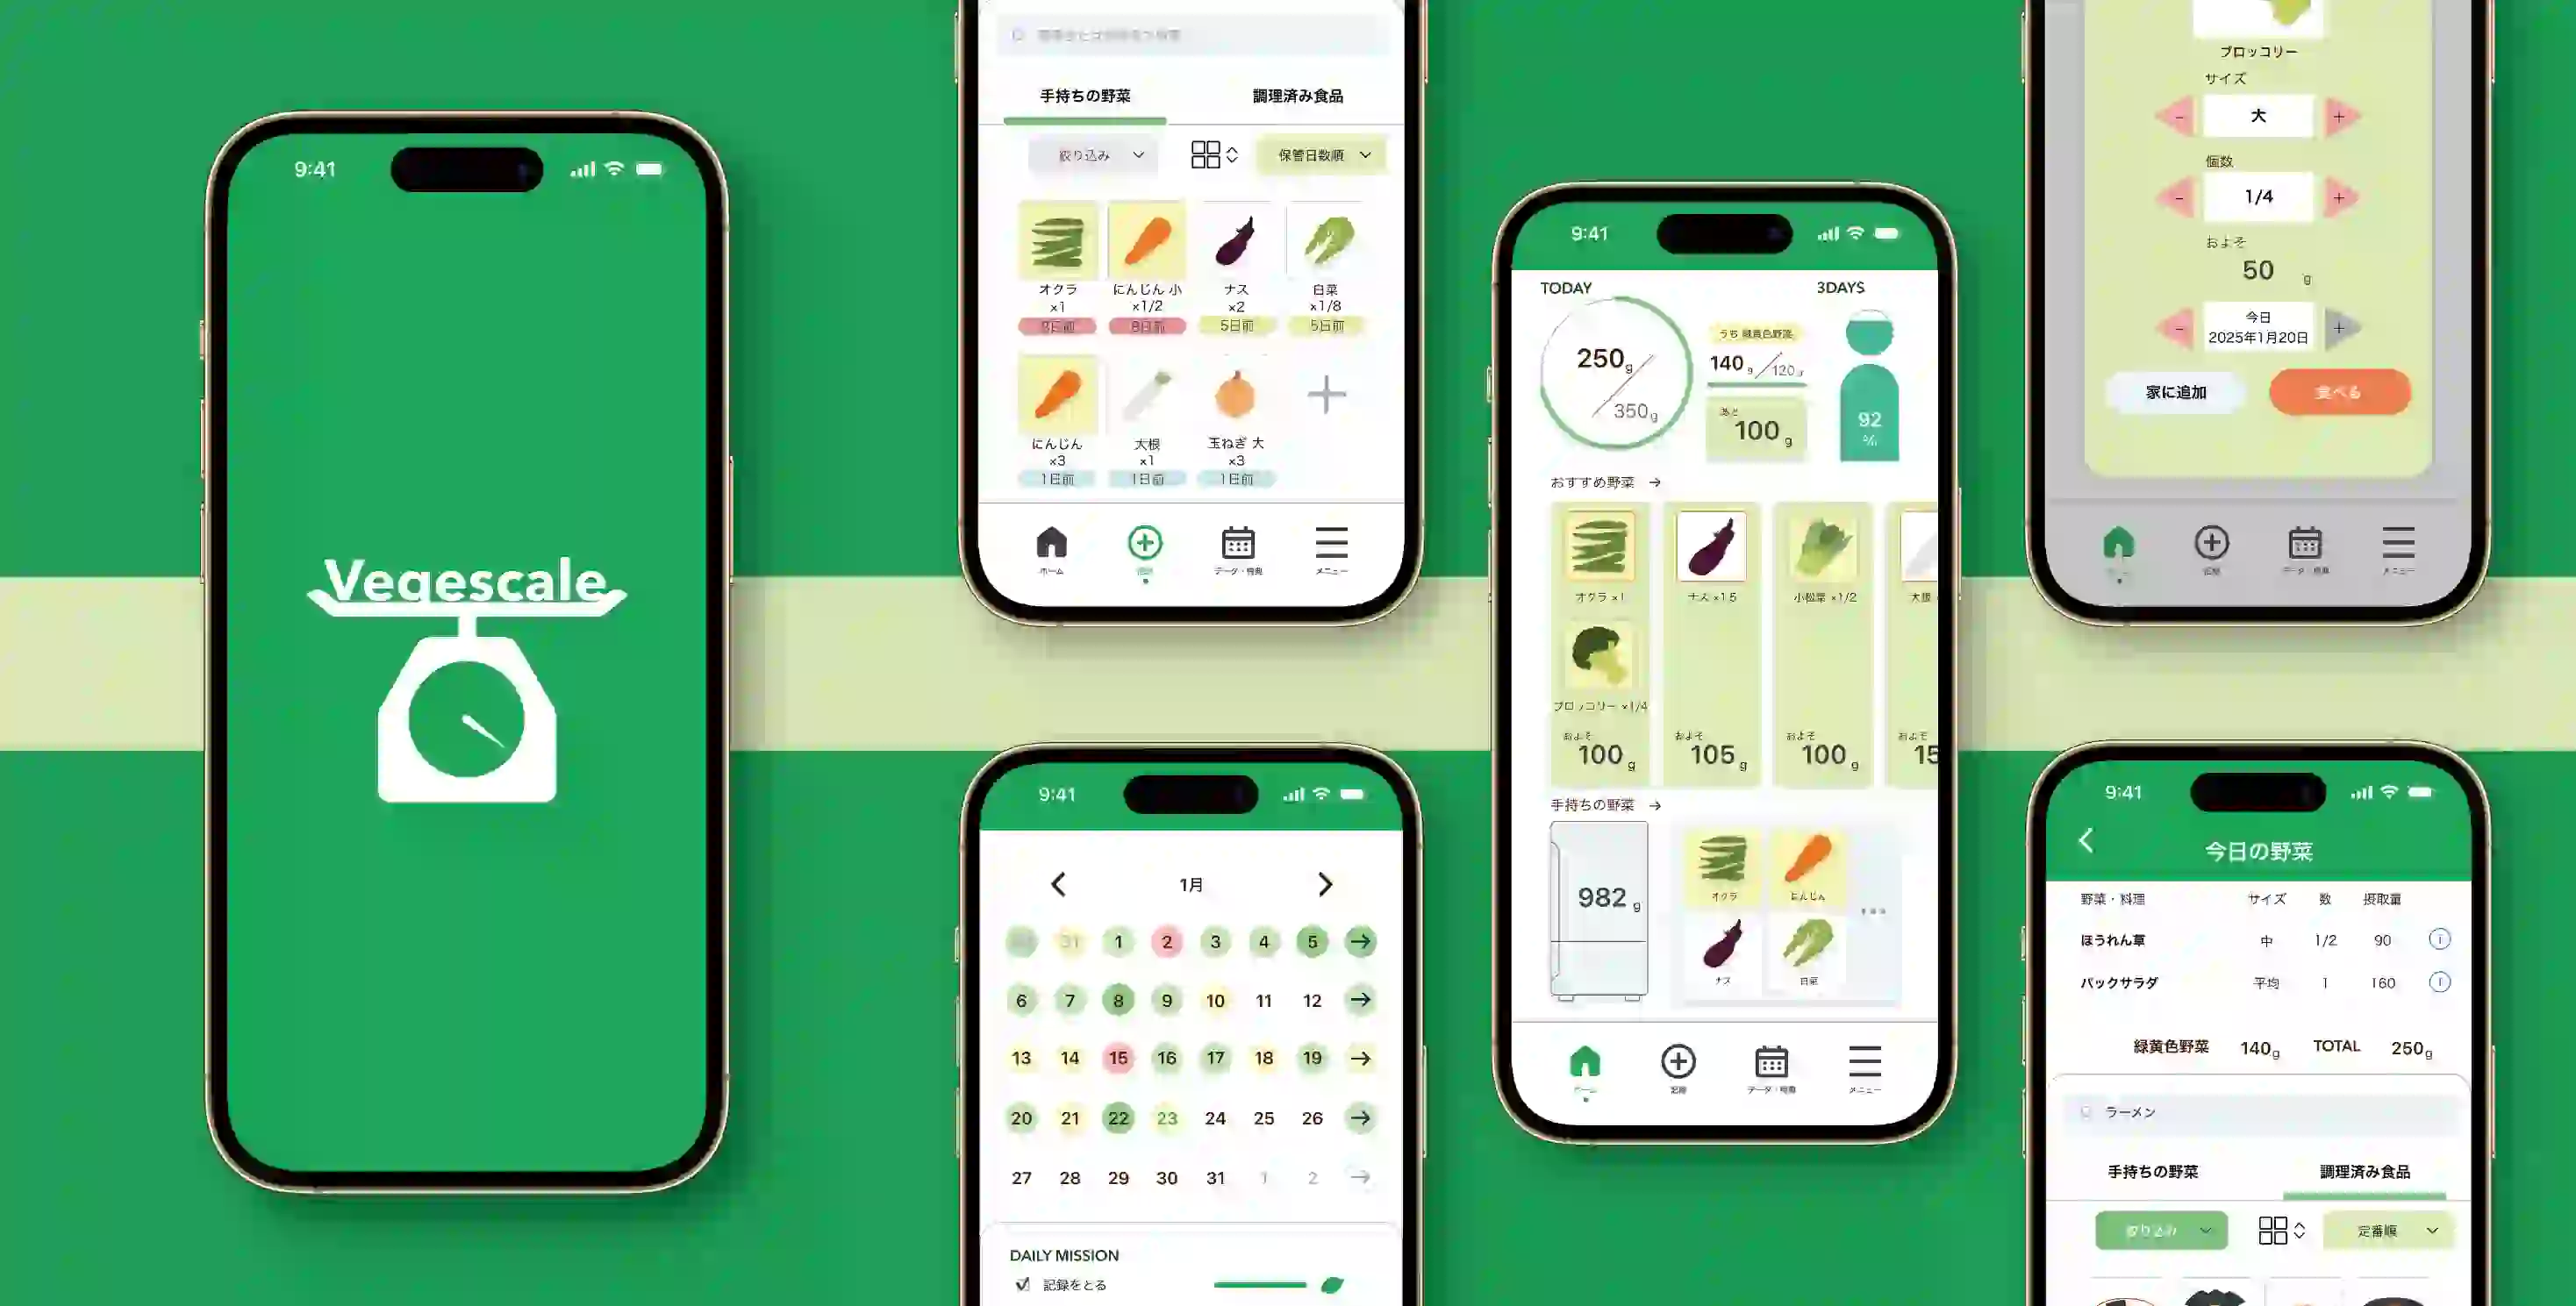 9:41
Vegescale
手持ちの野菜 調理済み食品
絞り込み 保管日数順
オクラ にんじん 小 ナス 白菜
×1 ×1/2 ×2 ×1/8
8日前 5日前 5日前
にんじん 大根 玉ねぎ 大
×3 ×1 ×3
1日前 1日前 1日前
ホーム 記録 データ・特典 メニュー
9:41
1月
30 31 1 2 3 4 5
6 7 8 9 10 11 12
13 14 15 16 17 18 19
20 21 22 23 24 25 26
27 28 29 30 31 1 2
DAILY MISSION
記録をとる
9:41
TODAY 3DAYS
うち 緑黄色野菜
250g/350g
140g/120g
あと
100g
92
%
おすすめ野菜
オクラ ×1 ナス ×1.5 小松菜 ×1/2 大根
ブロッコリー ×1/4
およそ およそ およそ およそ
100g 105g 100g 15
手持ちの野菜
982g
オクラ にんじん
ナス 白菜
ホーム 記録 データ・特典 メニュー
ブロッコリー
サイズ
- 大 +
個数
- 1/4 +
およそ
50 g
今日
- 2025年1月20日 +
家に追加 食べる
記録 データ・特典 メニュー
9:41
今日の野菜
野菜・料理 サイズ 数 摂取量
ほうれん草 中 1/2 90 i
パックサラダ 平均 1 160 i
緑黄色野菜 140g TOTAL 250g
ラーメン
手持ちの野菜 調理済み食品
絞り込み 定番順